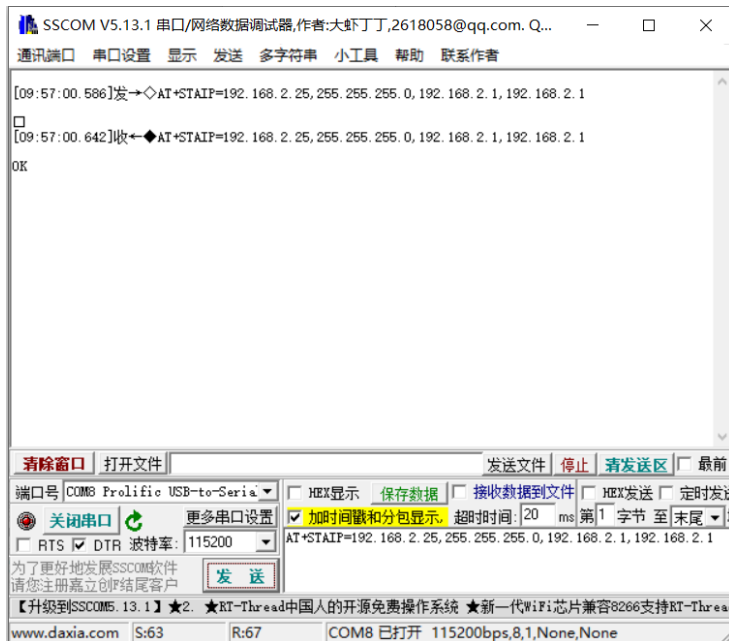 SSCOM V5.13.1 串口/网络数据调试器,作者:大虾丁丁,2618058@qq.com. Q...
通讯端口 串口设置 显示 发送 多字符串 小工具 帮助 联系作者
[09:57:00.586]发→◇AT+STAIP=192.168.2.25,255.255.255.0,192.168.2.1,192.168.2.1
□
[09:57:00.642]收←◆AT+STAIP=192.168.2.25,255.255.255.0,192.168.2.1,192.168.2.1
OK
清除窗口 打开文件 发送文件 停止 清发送区 最前
端口号 COM8 Prolific USB-to-Seria HEX显示 保存数据 接收数据到文件 HEX发送 定时发送
关闭串口 更多串口设置 加时间戳和分包显示, 超时时间: 20 ms 第 1 字节 至 末尾
RTS DTR 波特率: 115200 AT+STAIP=192.168.2.25,255.255.255.0,192.168.2.1,192.168.2.1
为了更好地发展SSCOM软件
请您注册嘉立创F结尾客户
发 送
【升级到SSCOM5.13.1】★2. ★RT-Thread中国人的开源免费操作系统 ★新一代WiFi芯片兼容8266支持RT-Threa
www.daxia.com S:63 R:67 COM8 已打开 115200bps,8,1,None,None